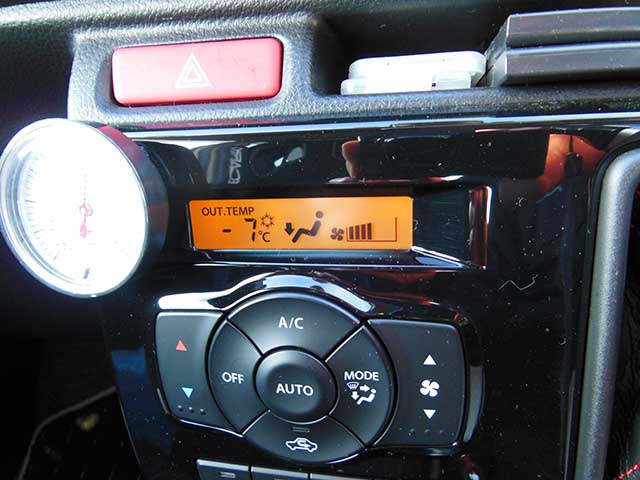 OUT.TEMP
-7°C
A/C
OFF
AUTO
MODE